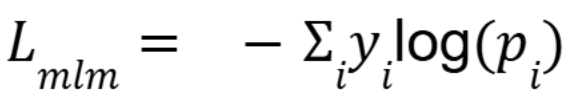 L_mlm = - Σ_i y_i log(p_i)